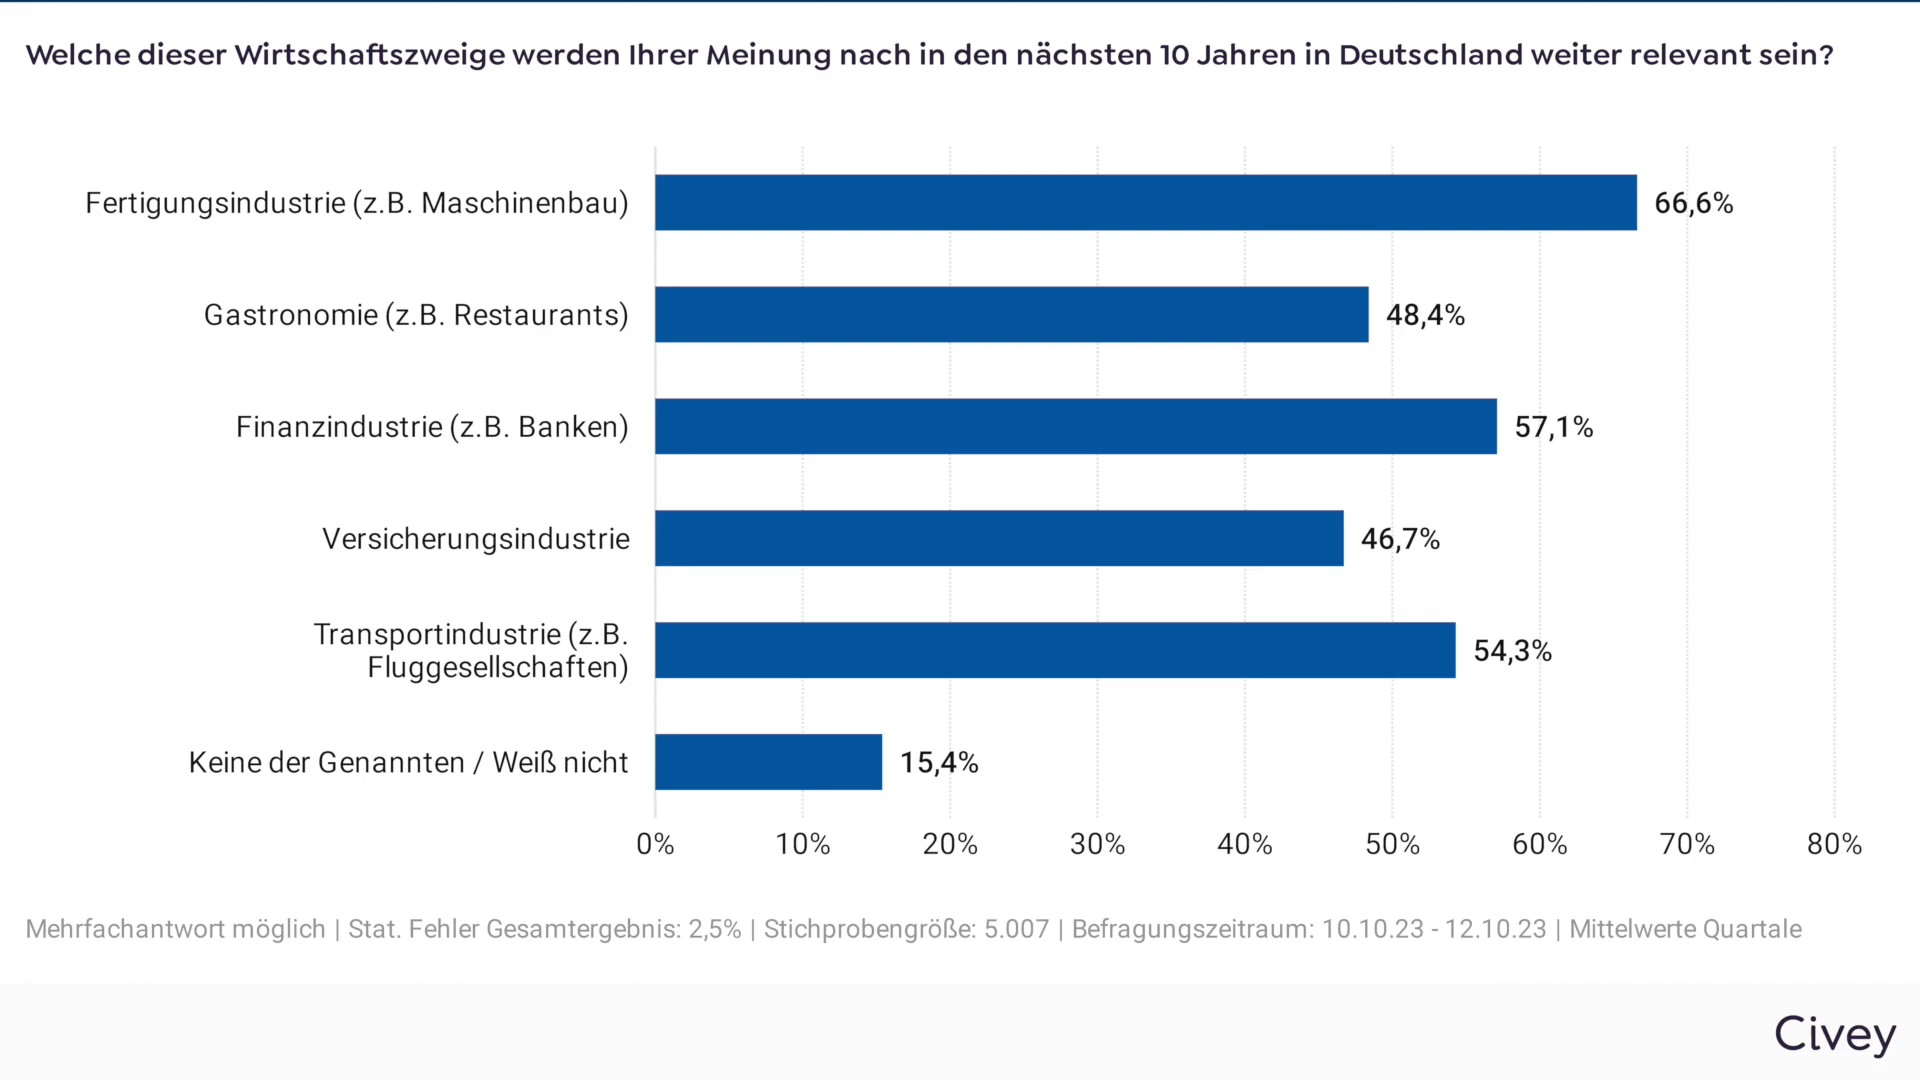 Welche dieser Wirtschaftszweige werden Ihrer Meinung nach in den nächsten 10 Jahren in Deutschland weiter relevant sein?
Fertigungsindustrie (z.B. Maschinenbau) 66,6%
Gastronomie (z.B. Restaurants) 48,4%
Finanzindustrie (z.B. Banken) 57,1%
Versicherungsindustrie 46,7%
Transportindustrie (z.B.
Fluggesellschaften) 54,3%
Keine der Genannten / Weiß nicht 15,4%
0% 10% 20% 30% 40% 50% 60% 70% 80%
Mehrfachantwort möglich | Stat. Fehler Gesamtergebnis: 2,5% | Stichprobengröße: 5.007 | Befragungszeitraum: 10.10.23 - 12.10.23 | Mittelwerte Quartale
Civey